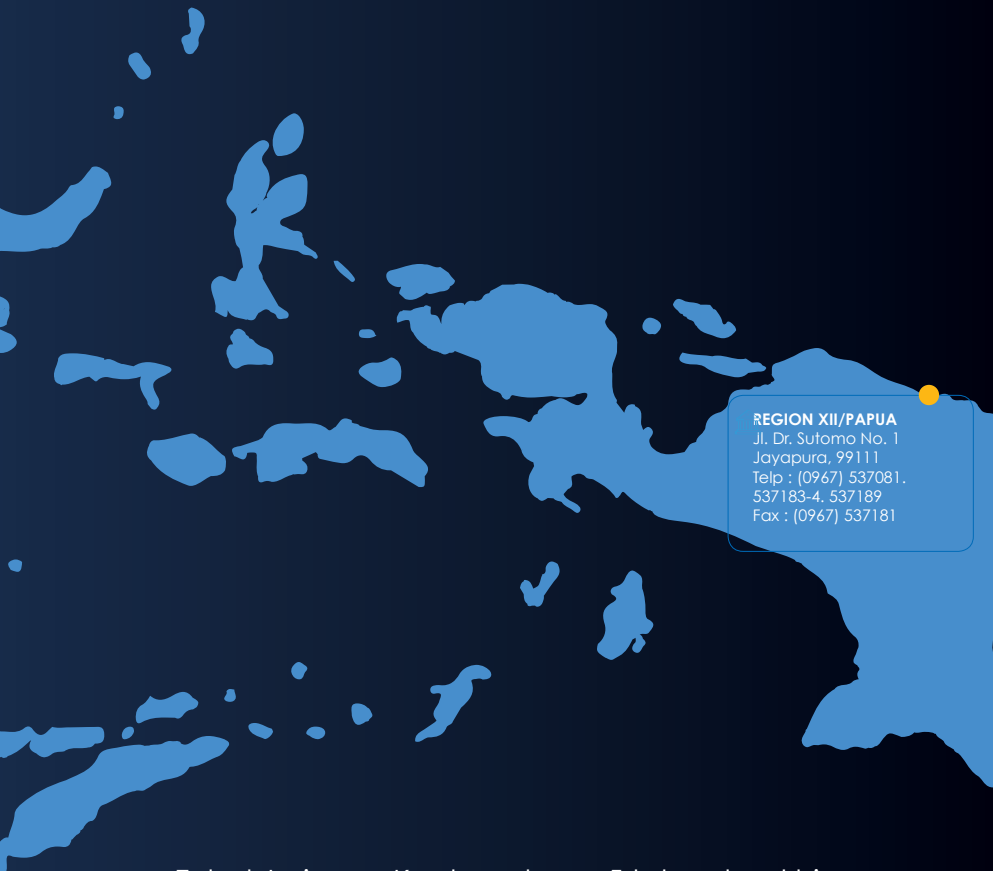 REGION XII/PAPUA
Jl. Dr. Sutomo No. 1
Jayapura, 99111
Telp : (0967) 537081.
537183-4. 537189
Fax : (0967) 537181